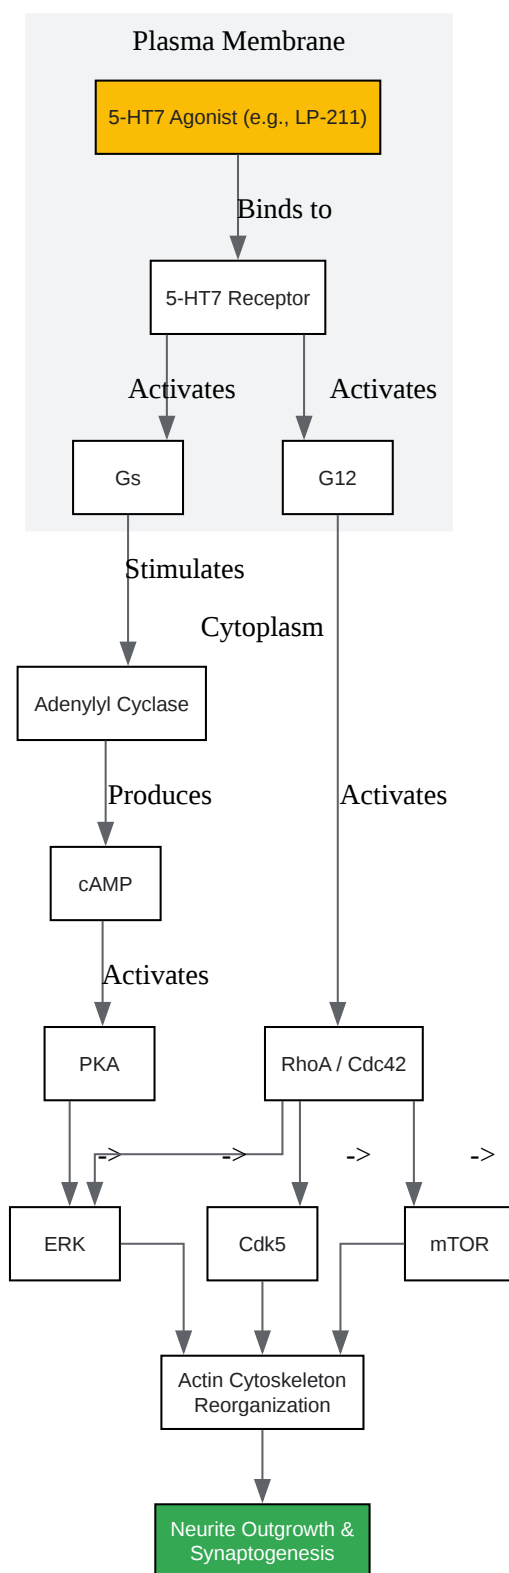 Plasma Membrane
5-HT7 Agonist (e.g., LP-211)
Binds to
5-HT7 Receptor
Activates
Activates
Gs
G12
Stimulates
Cytoplasm
Adenylyl Cyclase
Produces
Activates
cAMP
Activates
PKA
RhoA / Cdc42
->
->
->
->
ERK
Cdk5
mTOR
Actin Cytoskeleton
Reorganization
Neurite Outgrowth &
Synaptogenesis